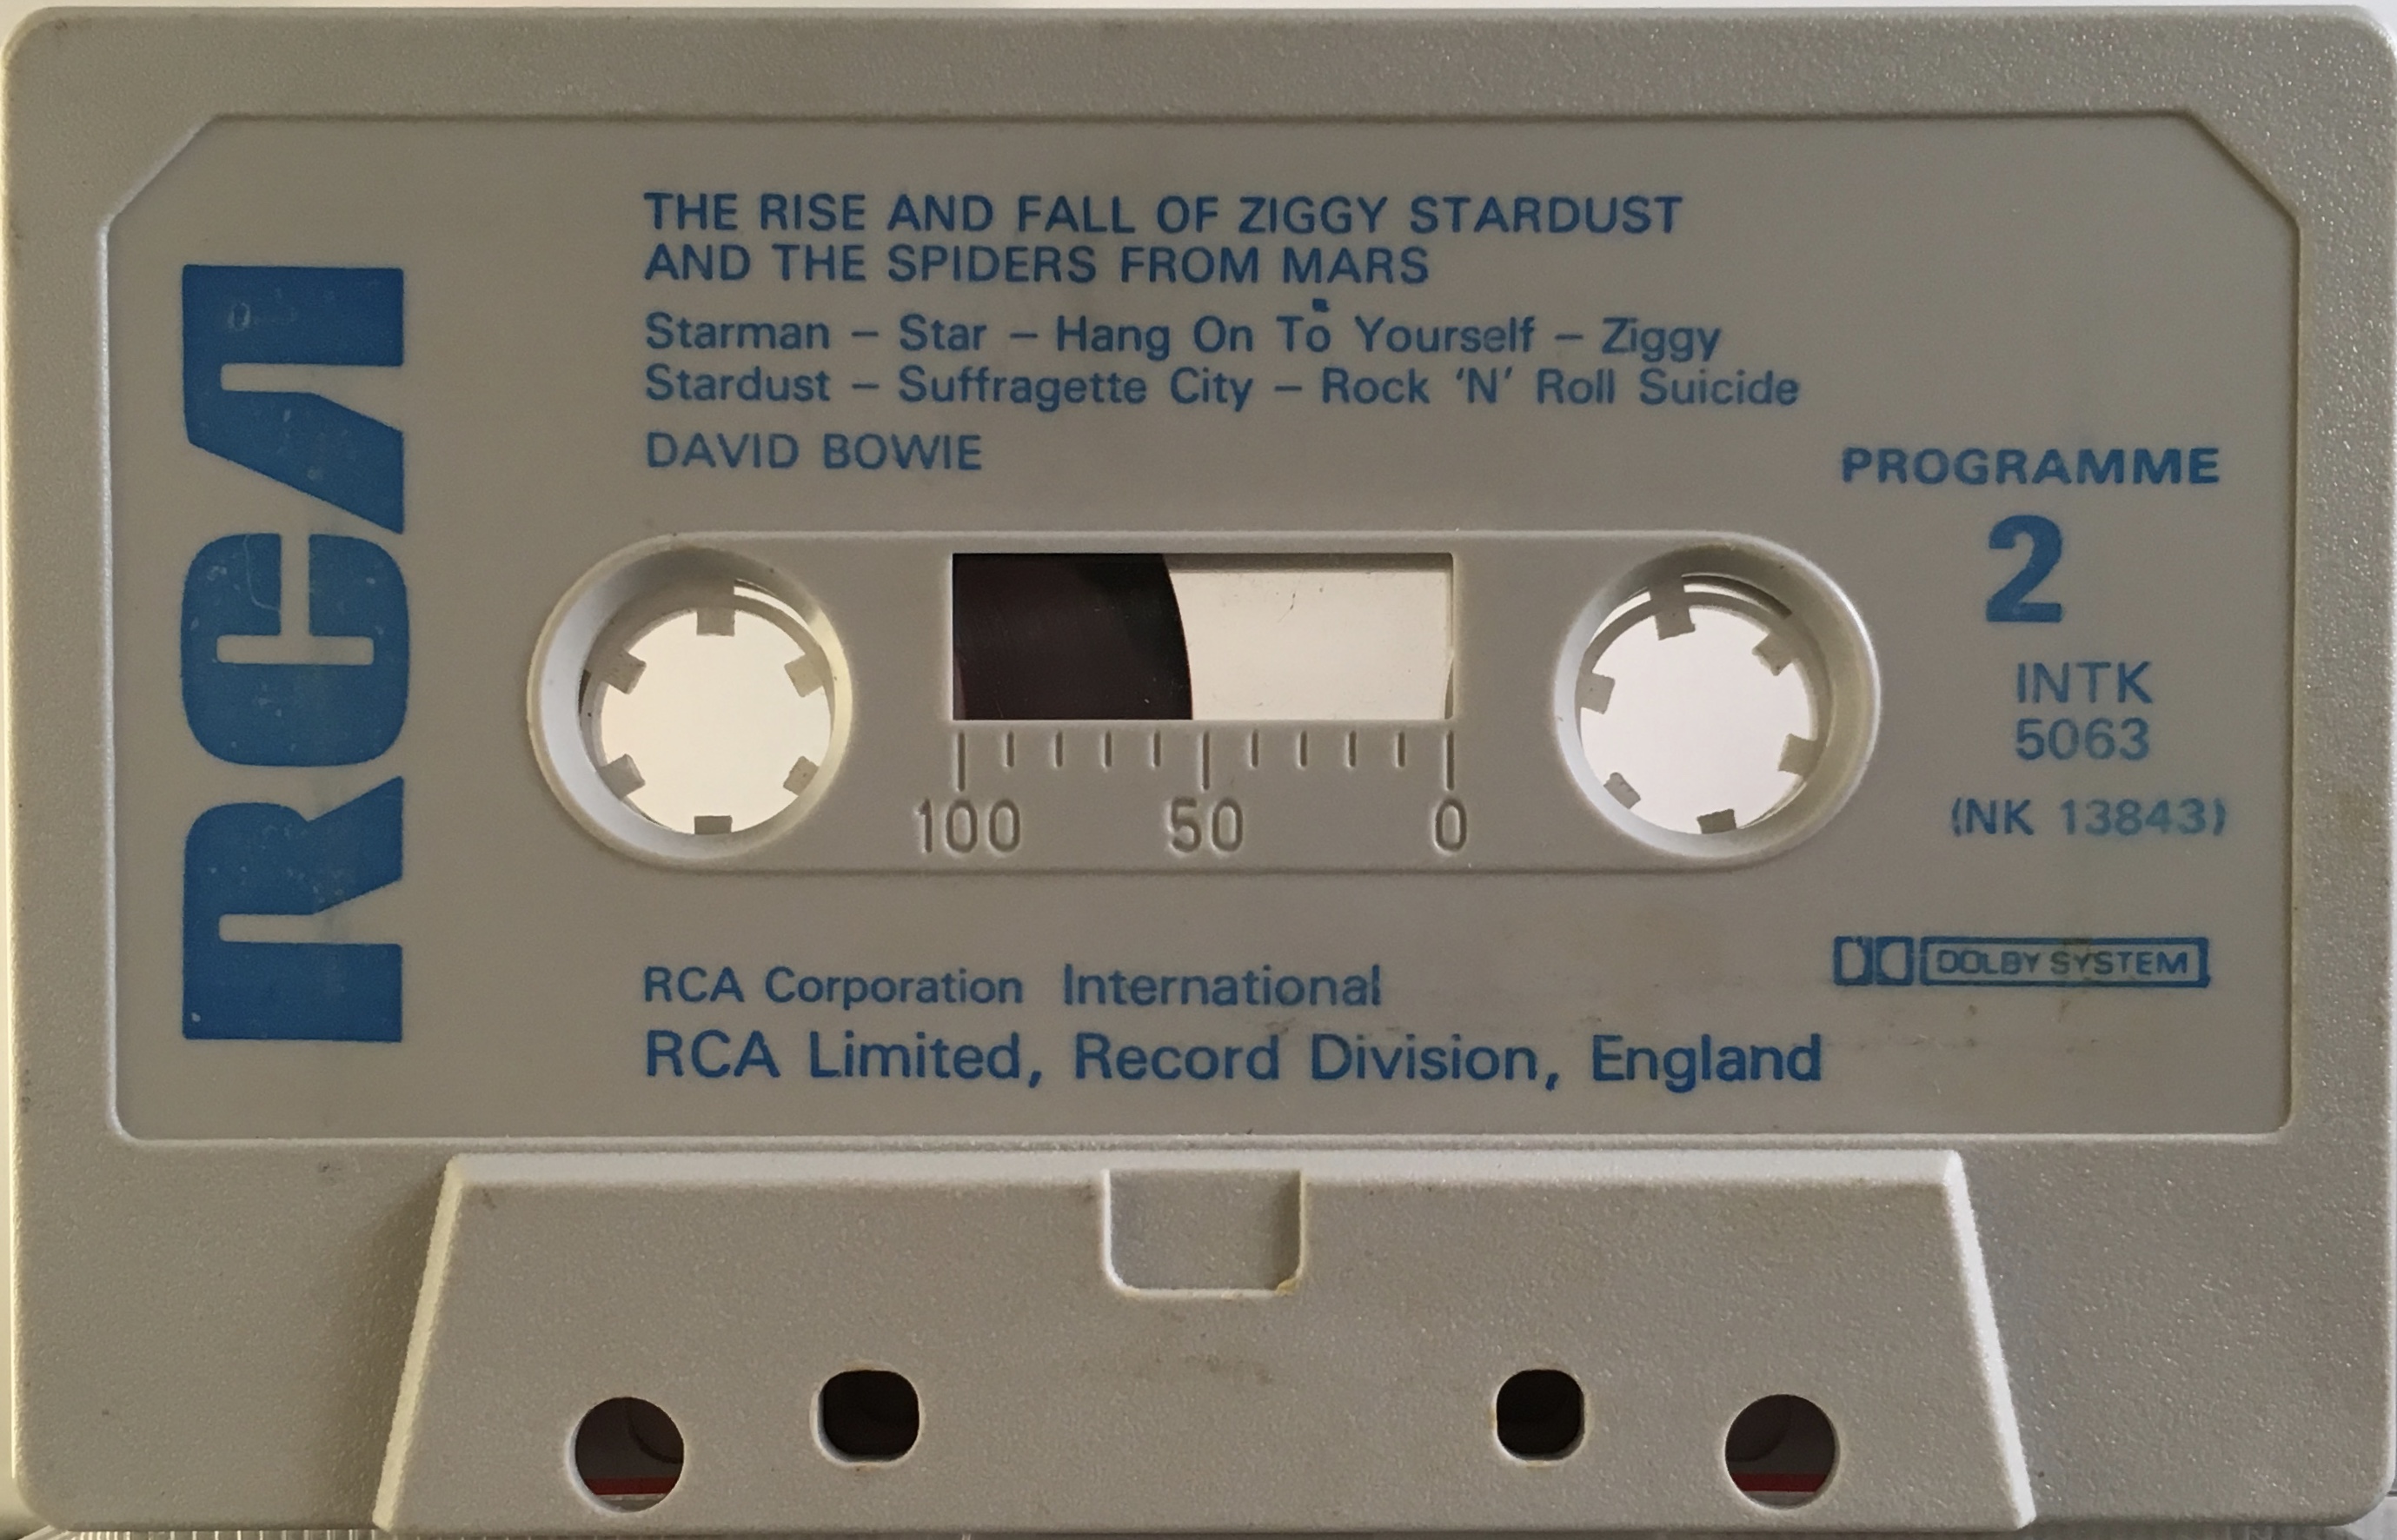 RCA
THE RISE AND FALL OF ZIGGY STARDUST
AND THE SPIDERS FROM MARS
Starman – Star – Hang On To Yourself – Ziggy
Stardust – Suffragette City – Rock ‘N’ Roll Suicide
DAVID BOWIE
PROGRAMME
2
INTK
5063
(NK 13843)
100 50 0
DOLBY SYSTEM
RCA Corporation International
RCA Limited, Record Division, England